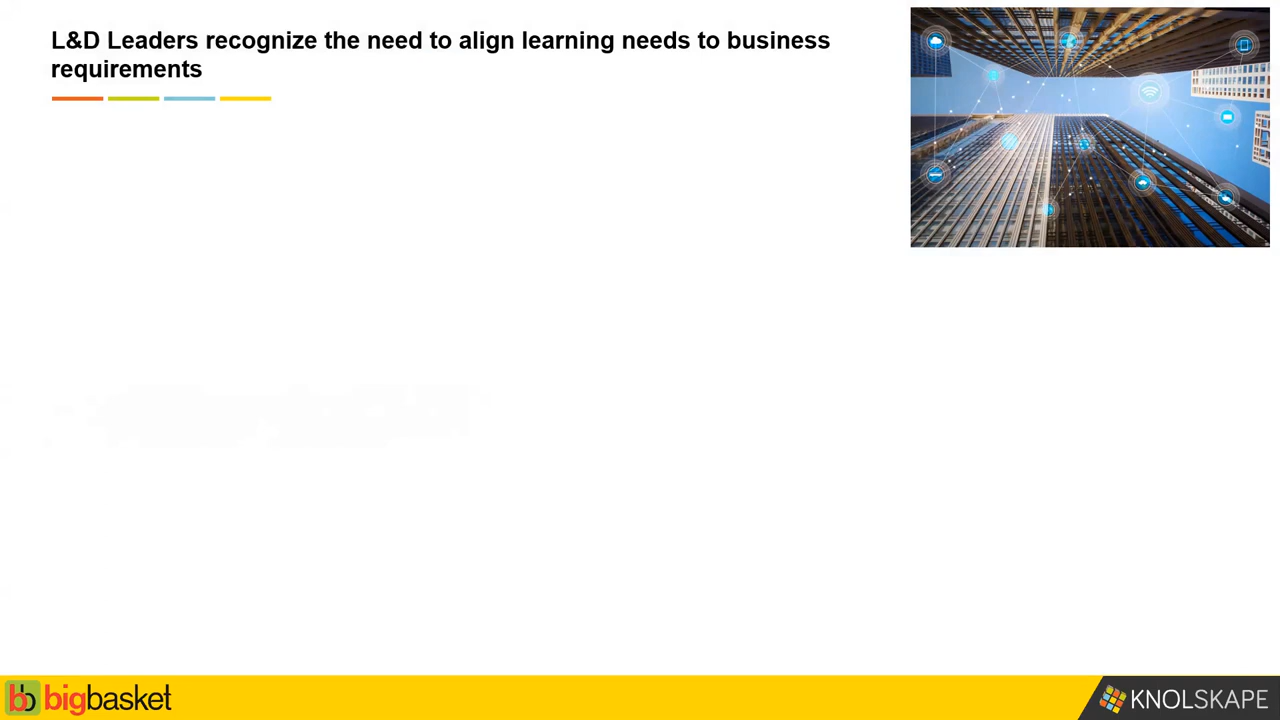 L&D Leaders recognize the need to align learning needs to business
requirements
bigbasket
KNOLSKAPE